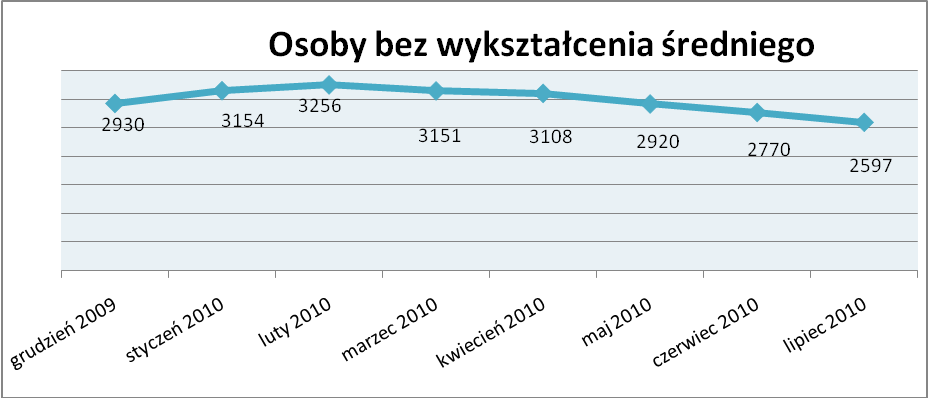 Osoby bez wykształcenia średniego
2930
3154
3256
3151
3108
2920
2770
2597
grudzień 2009
styczeń 2010
luty 2010
marzec 2010
kwiecień 2010
maj 2010
czerwiec 2010
lipiec 2010